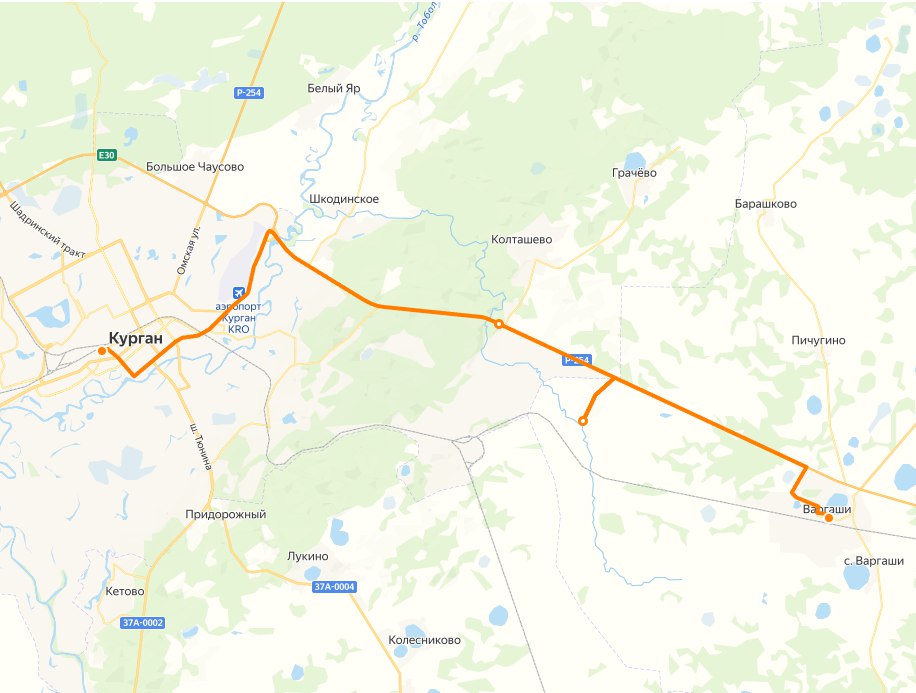 р. Тобол
Белый Яр
Р-254
Е30
Большое Чаусово
Грачёво
Шкодинское
Барашково
Шадринский тракт
Омская ул.
Колташево
аэропорт
Курган
KRO
Курган
Пичугино
Р-254
ш. Тюнина
Варгаши
Придорожный
Лукино
с. Варгаши
37А-0004
Кетово
37А-0002
Колесниково